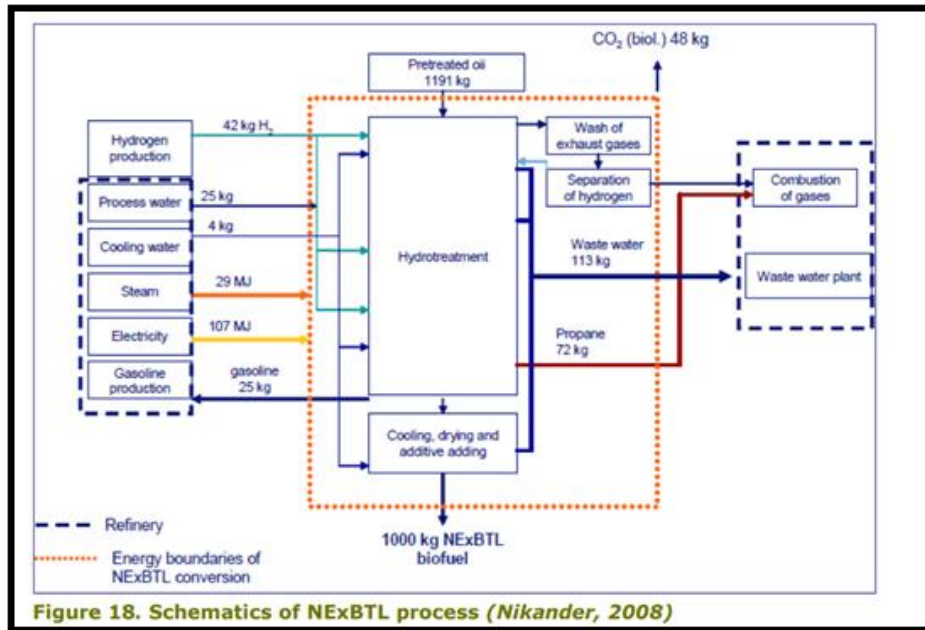 CO2 (biol.) 48 kg
Pretreated oil
1191 kg
Hydrogen
production
42 kg H2
Wash of
exhaust gases
Process water
25 kg
Separation
of hydrogen
Combustion
of gases
4 kg
Cooling water
Hydrotreatment
Waste water
113 kg
Waste water plant
Steam
29 MJ
Electricity
107 MJ
Propane
72 kg
Gasoline
production
gasoline
25 kg
Cooling, drying and
additive adding
Refinery
Energy boundaries of
NExBTL conversion
1000 kg NExBTL
biofuel
Figure 18. Schematics of NExBTL process (Nikander, 2008)